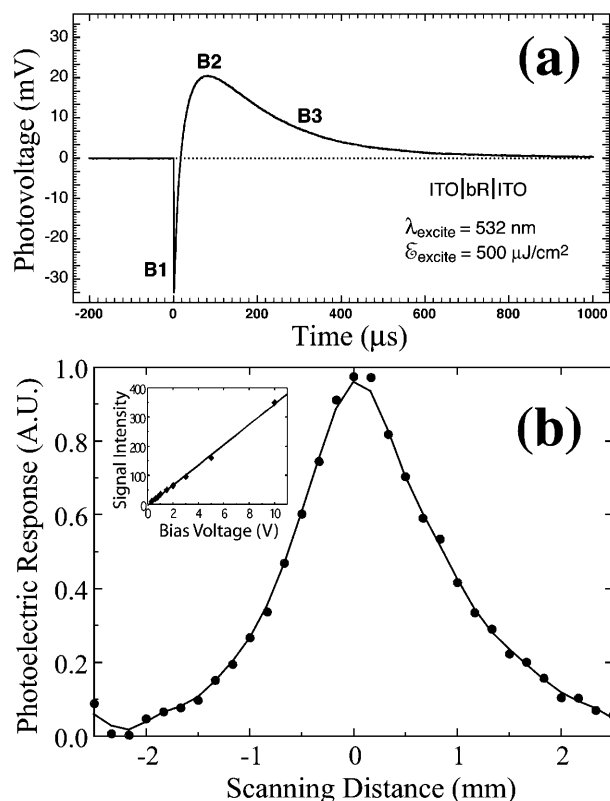 (a)
Photovoltage (mV)
30
20
10
0
-10
-20
-30
B1
B2
B3
ITO|bR|ITO
λexcite = 532 nm
ℰexcite = 500 μJ/cm²
-200
0
200
400
600
800
1000
Time (μs)
(b)
Photoelectric Response (A.U.)
1.0
0.8
0.6
0.4
0.2
0.0
Signal Intensity
400
300
200
100
0
0
2
4
6
8
10
Bias Voltage (V)
-2
-1
0
1
2
Scanning Distance (mm)